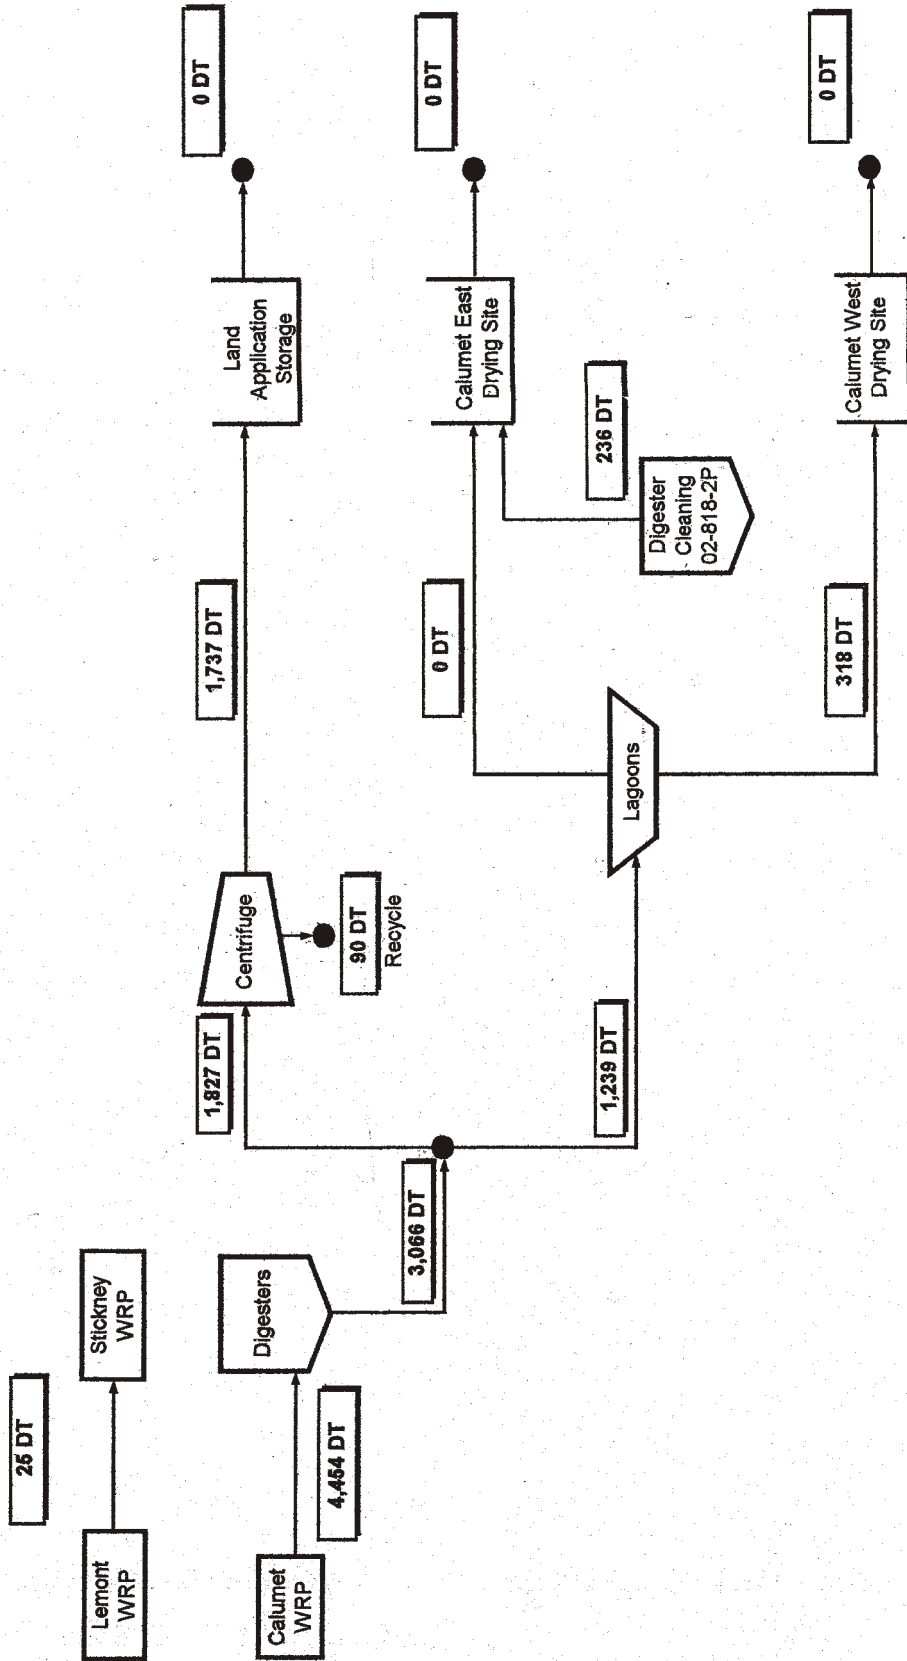 25 DT
Lemont
WRP
Stickney
WRP
Calumet
WRP
4,454 DT
Digesters
3,066 DT
1,827 DT
Centrifuge
90 DT
Recycle
1,737 DT
Land
Application
Storage
0 DT
1,239 DT
Lagoons
0 DT
Digester
Cleaning
02-818-2P
236 DT
Calumet East
Drying Site
0 DT
318 DT
Calumet West
Drying Site
0 DT